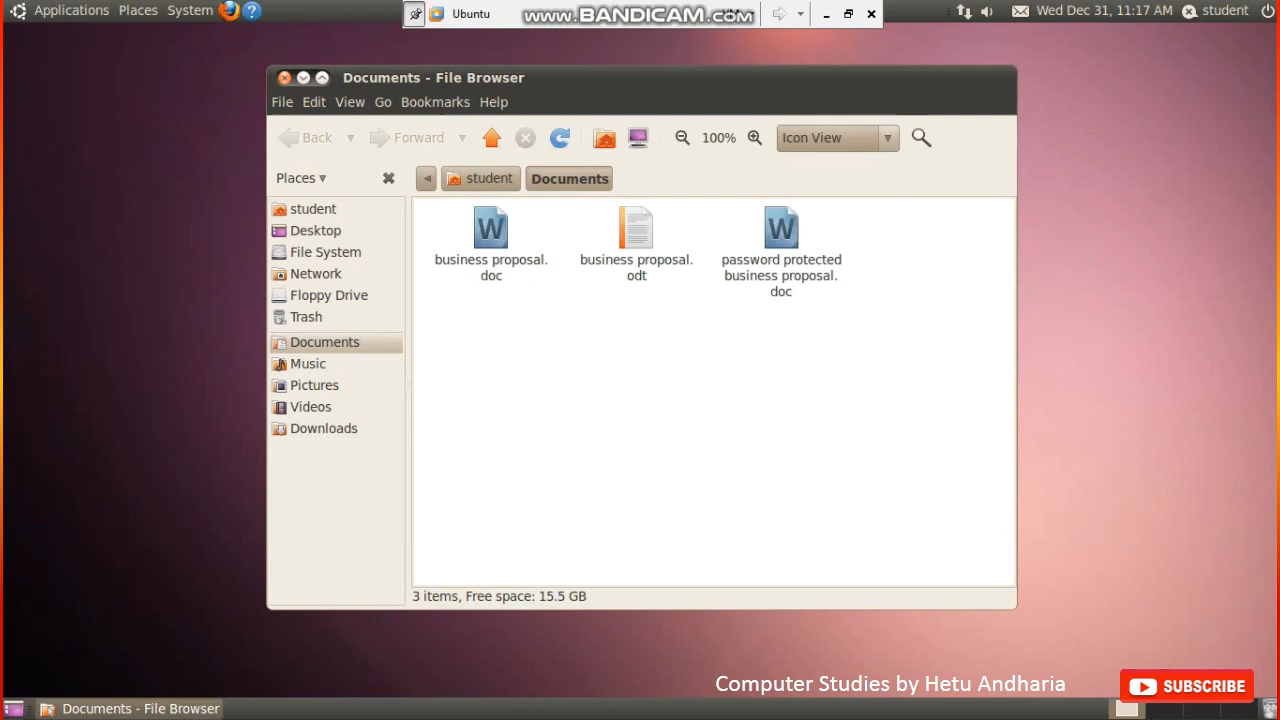 Applications Places System
Ubuntu
www.BANDICAM.com
Wed Dec 31, 11:17 AM student
Documents - File Browser
File Edit View Go Bookmarks Help
Back Forward 100% Icon View
Places student Documents
student
Desktop
File System
Network
Floppy Drive
Trash
Documents
Music
Pictures
Videos
Downloads
business proposal.
doc
business proposal.
odt
password protected
business proposal.
doc
3 items, Free space: 15.5 GB
Computer Studies by Hetu Andharia
SUBSCRIBE
Documents - File Browser